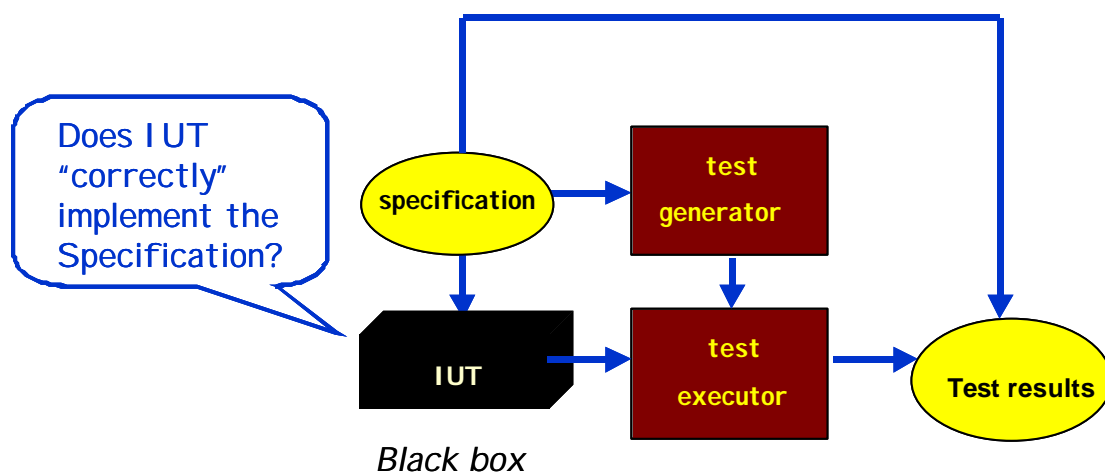 Does IUT
“correctly”
implement the
Specification?
specification
test
generator
IUT
test
executor
Test results
Black box